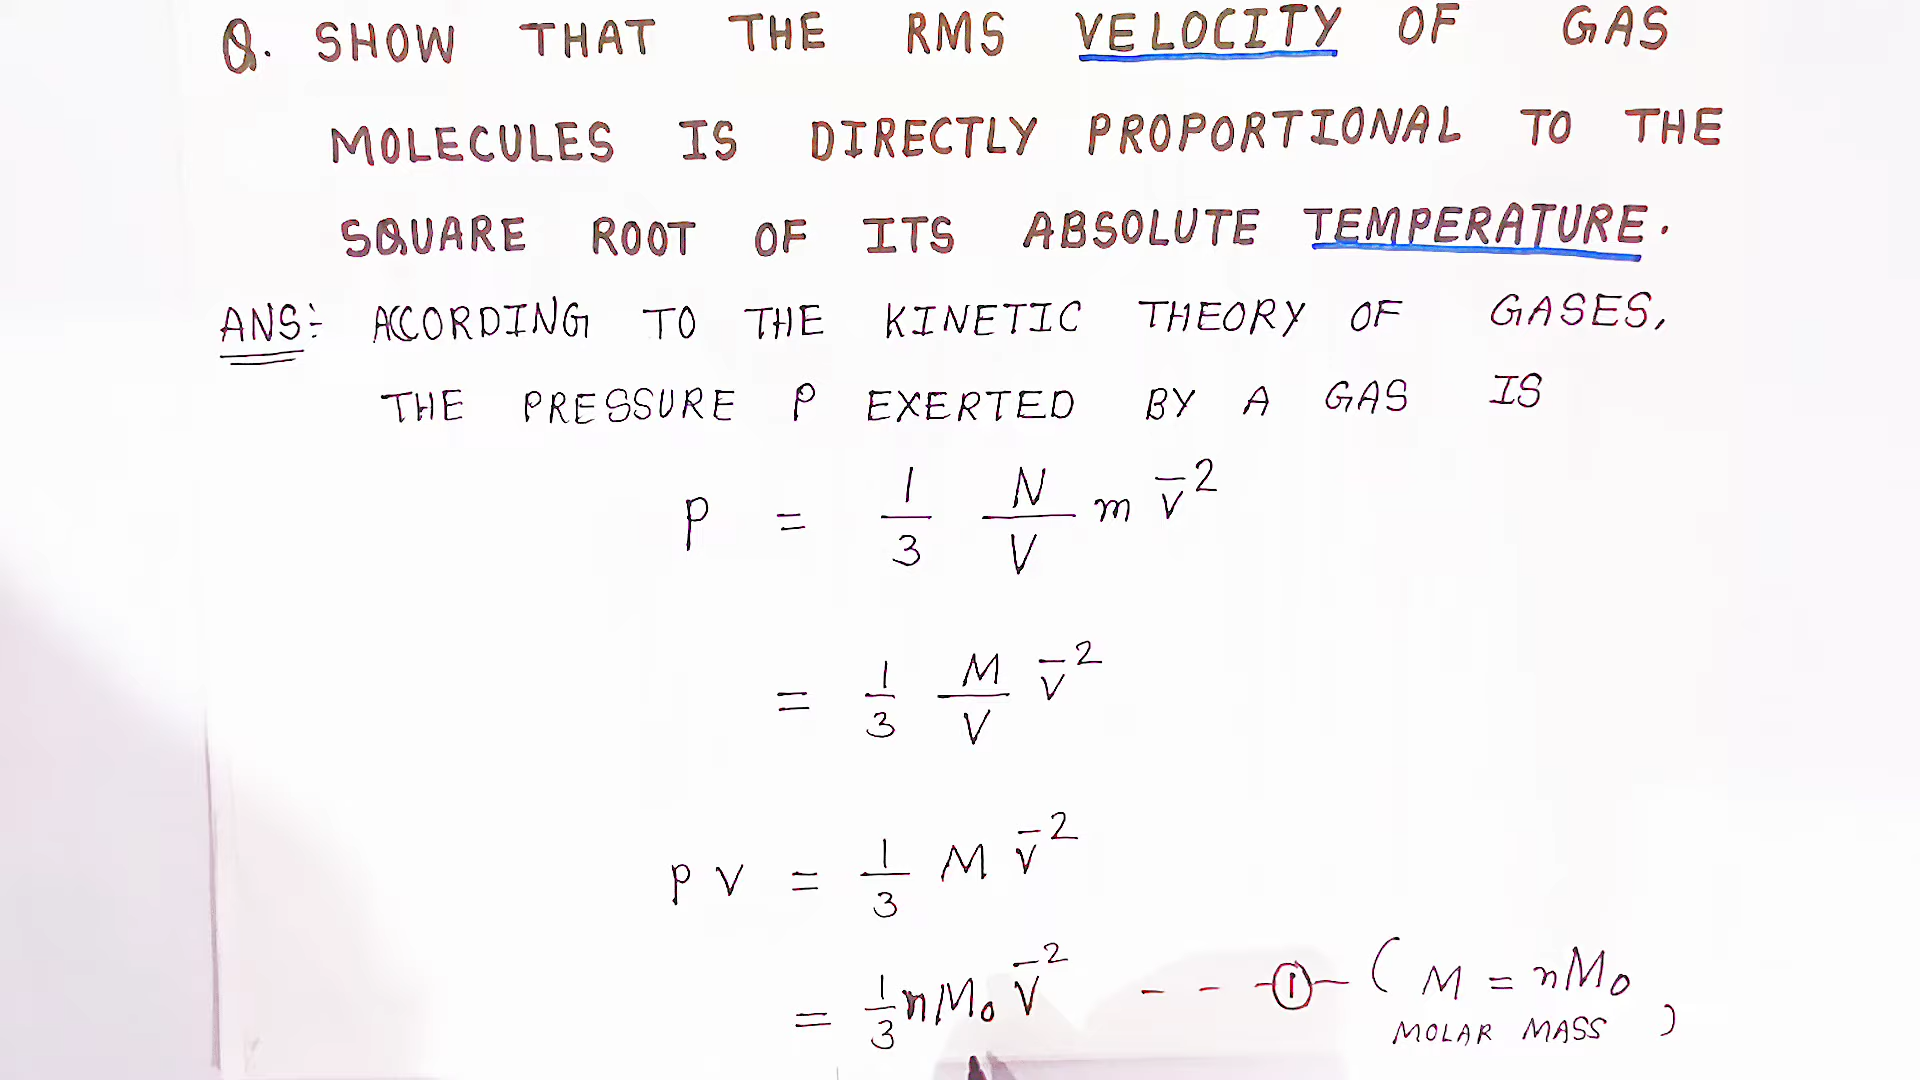 Q. SHOW THAT THE RMS VELOCITY OF GAS
MOLECULES IS DIRECTLY PROPORTIONAL TO THE
SQUARE ROOT OF ITS ABSOLUTE TEMPERATURE.
ANS:- ACCORDING TO THE KINETIC THEORY OF GASES,
THE PRESSURE P EXERTED BY A GAS IS
P = 1/3 N/V m v̅²
= 1/3 M/V v̅²
PV = 1/3 M v̅²
= 1/3 nM₀ v̅² - - -①- ( M = nM₀
MOLAR MASS )